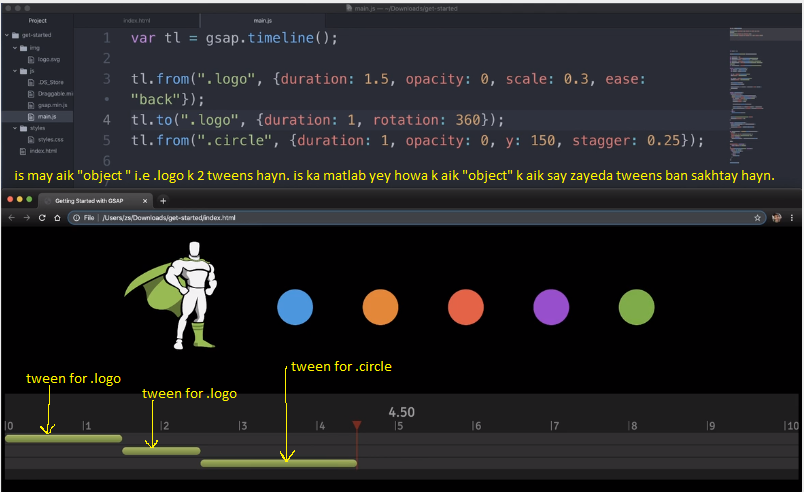 main.js — ~/Downloads/get-started
Project
index.html
main.js
get-started
img
logo.svg
js
.DS_Store
Draggable.mi
gsap.min.js
main.js
styles
styles.css
index.html
1 var tl = gsap.timeline();
2
3 tl.from(".logo", {duration: 1.5, opacity: 0, scale: 0.3, ease:
• "back"});
4 tl.to(".logo", {duration: 1, rotation: 360});
5 tl.from(".circle", {duration: 1, opacity: 0, y: 150, stagger: 0.25});
6
is may aik "object " i.e .logo k 2 tweens hayn. is ka matlab yey howa k aik "object" k aik say zayeda tweens ban sakhtay hayn.
Getting Started with GSAP
File | /Users/zs/Downloads/get-started/index.html
tween for .circle
tween for .logo
tween for .logo
4.50
0 1 2 3 4 5 6 7 8 9 10